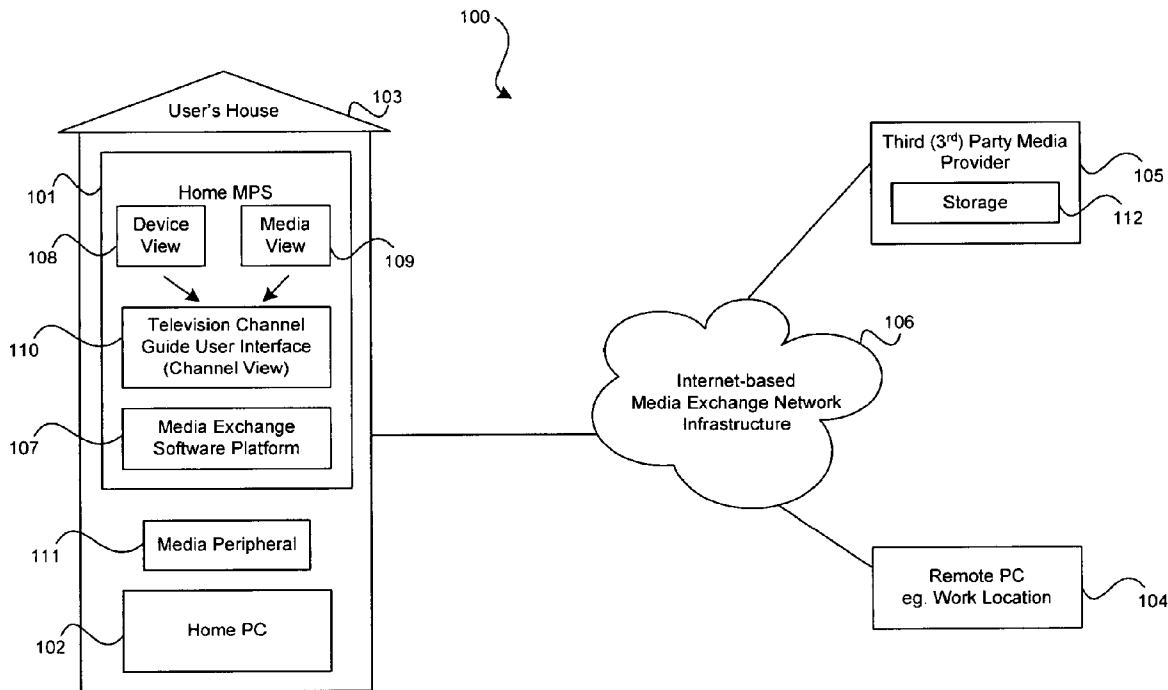 100
User's House
103
101
Home MPS
Device
View
Media
View
108
109
110
Television Channel
Guide User Interface
(Channel View)
107
Media Exchange
Software Platform
111
Media Peripheral
102
Home PC
106
Internet-based
Media Exchange Network
Infrastructure
Third (3rd) Party Media
Provider
105
Storage
112
Remote PC
eg. Work Location
104